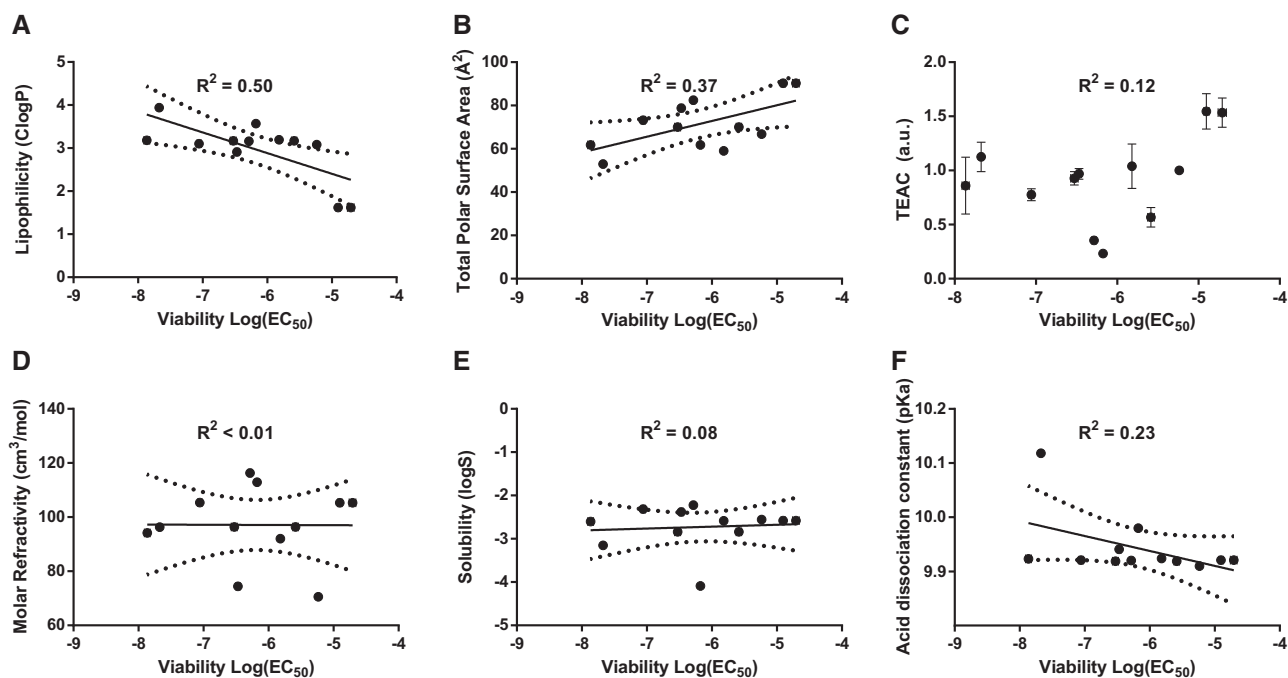 A
R² = 0.50
Lipophilicity (ClogP)
5
4
3
2
1
0
-9 -8 -7 -6 -5 -4
Viability Log(EC₅₀)
B
R² = 0.37
Total Polar Surface Area (Å²)
100
80
60
40
20
0
-9 -8 -7 -6 -5 -4
Viability Log(EC₅₀)
C
R² = 0.12
TEAC (a.u.)
2.0
1.5
1.0
0.5
0.0
-8 -7 -6 -5 -4
Viability Log(EC₅₀)
D
R² < 0.01
Molar Refractivity (cm³/mol)
140
120
100
80
60
-9 -8 -7 -6 -5 -4
Viability Log(EC₅₀)
E
R² = 0.08
Solubility (logS)
0
-1
-2
-3
-4
-5
-9 -8 -7 -6 -5 -4
Viability Log(EC₅₀)
F
R² = 0.23
Acid dissociation constant (pKa)
10.2
10.1
10.0
9.9
-9 -8 -7 -6 -5 -4
Viability Log(EC₅₀)